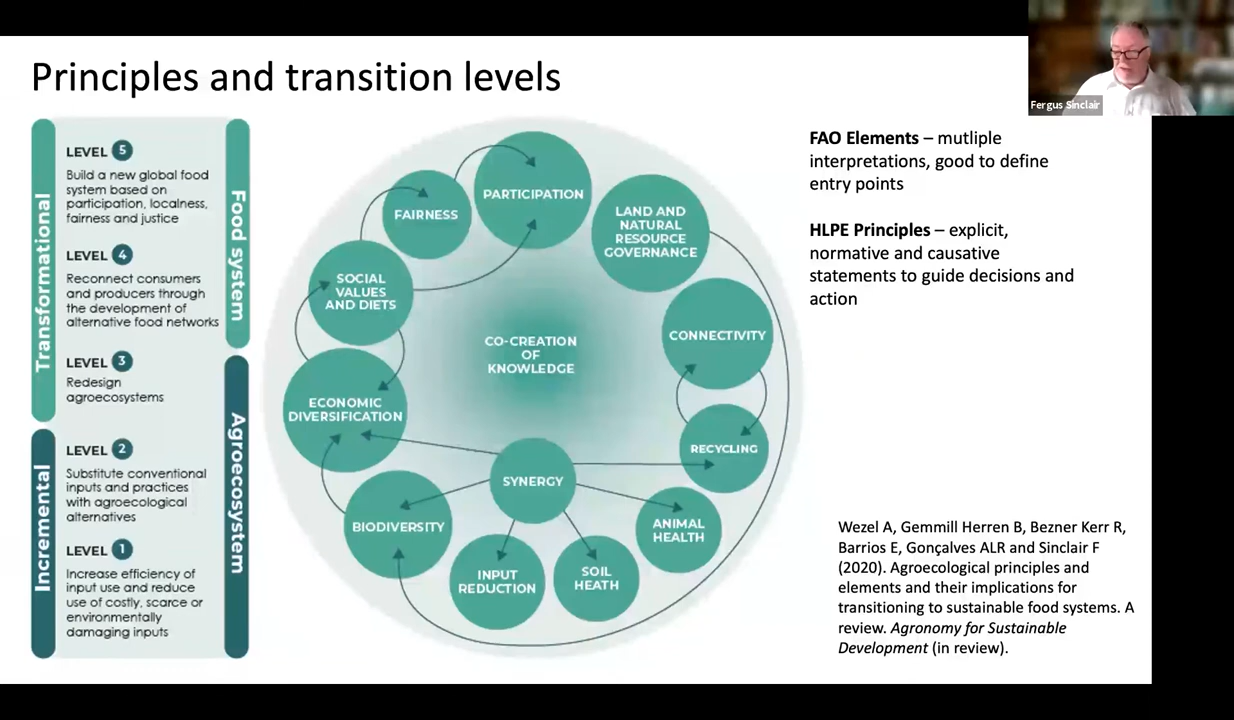 Principles and transition levels
Fergus Sinclair
Transformational
Incremental
Food system
Agroecosystem
LEVEL 5
Build a new global food
system based on
participation, localness,
fairness and justice
LEVEL 4
Reconnect consumers
and producers through
the development of
alternative food networks
LEVEL 3
Redesign
agroecosystems
LEVEL 2
Substitute conventional
inputs and practices
with agroecological
alternatives
LEVEL 1
Increase efficiency of
input use and reduce
use of costly, scarce or
environmentally
damaging inputs
PARTICIPATION
FAIRNESS
LAND AND
NATURAL
RESOURCE
GOVERNANCE
SOCIAL
VALUES
AND DIETS
CONNECTIVITY
CO-CREATION
OF
KNOWLEDGE
ECONOMIC
DIVERSIFICATION
RECYCLING
SYNERGY
BIODIVERSITY
ANIMAL
HEALTH
INPUT
REDUCTION
SOIL
HEATH
FAO Elements – mutliple
interpretations, good to define
entry points
HLPE Principles – explicit,
normative and causative
statements to guide decisions and
action
Wezel A, Gemmill Herren B, Bezner Kerr R,
Barrios E, Gonçalves ALR and Sinclair F
(2020). Agroecological principles and
elements and their implications for
transitioning to sustainable food systems. A
review. Agronomy for Sustainable
Development (in review).